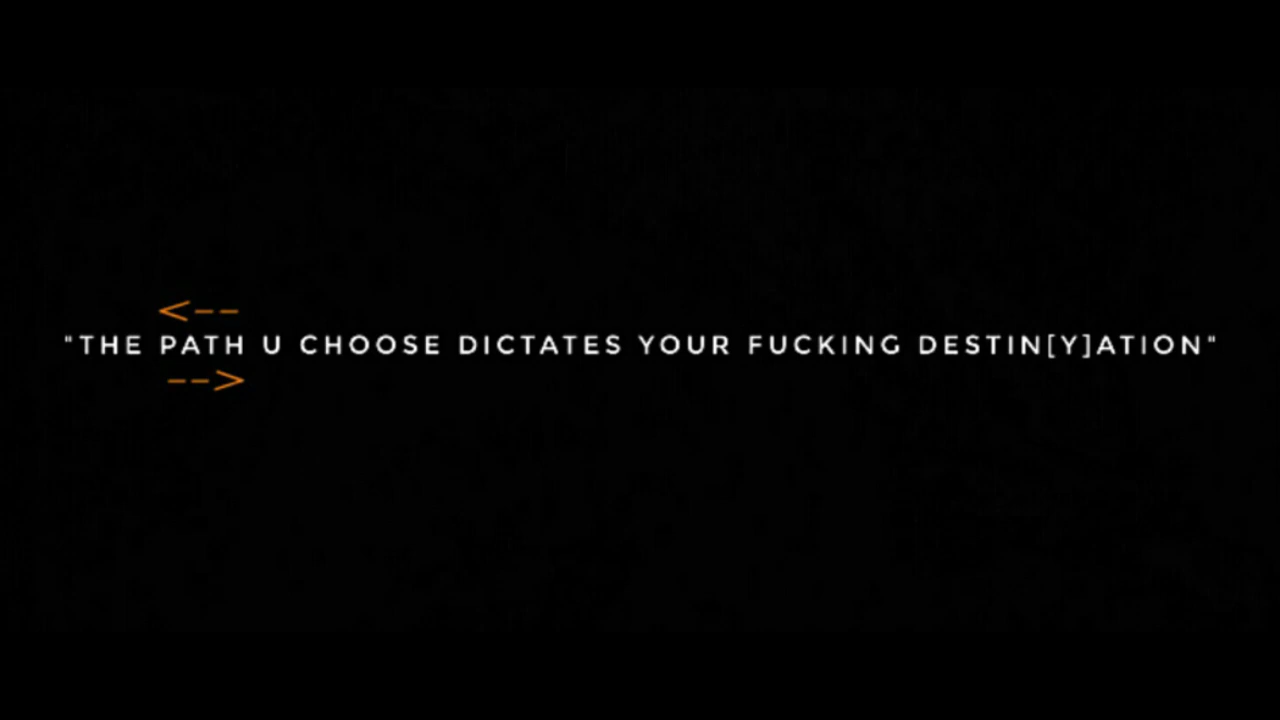 <--
"THE PATH U CHOOSE DICTATES YOUR FUCKING DESTIN[Y]ATION"
-->